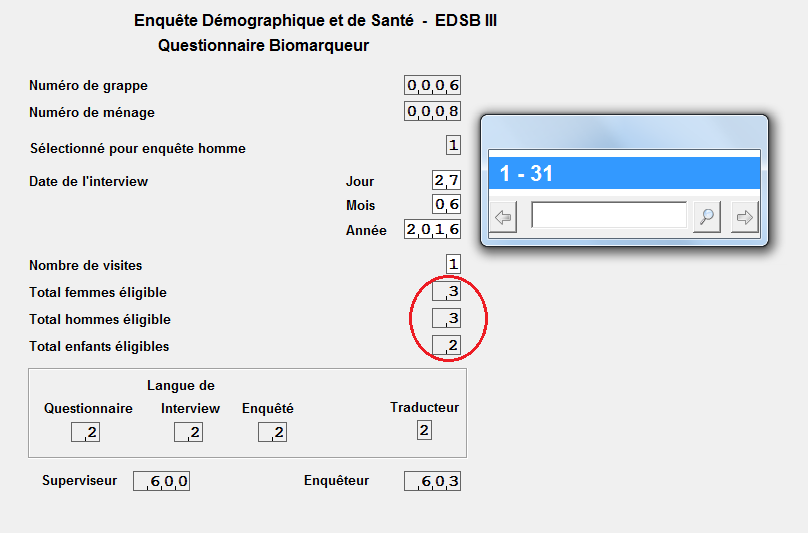 Enquête Démographique et de Santé - EDSB III
Questionnaire Biomarqueur
Numéro de grappe 0006
Numéro de ménage 0008
Sélectionné pour enquête homme 1
1 - 31
Date de l'interview Jour 27
Mois 06
Année 2016
Nombre de visites 1
Total femmes éligible 3
Total hommes éligible 3
Total enfants éligibles 2
Langue de
Questionnaire Interview Enquêté Traducteur
2 2 2 2
Superviseur 600 Enquêteur 603